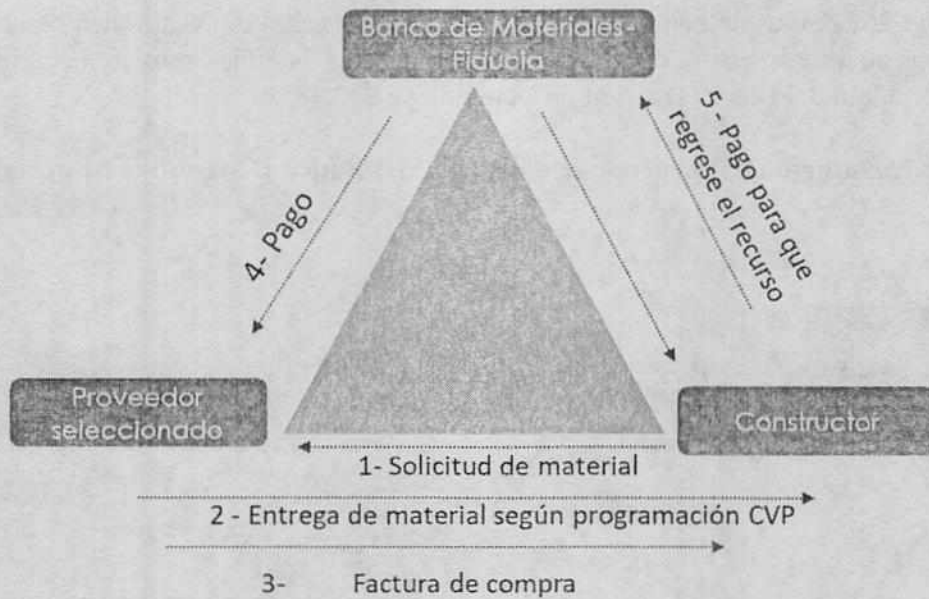 Banco de Materiales-
Fiducia
4- Pago
5 - Pago para que
regrese el recurso
Proveedor
seleccionado
Constructor
1- Solicitud de material
2 - Entrega de material según programación CVP
3- Factura de compra